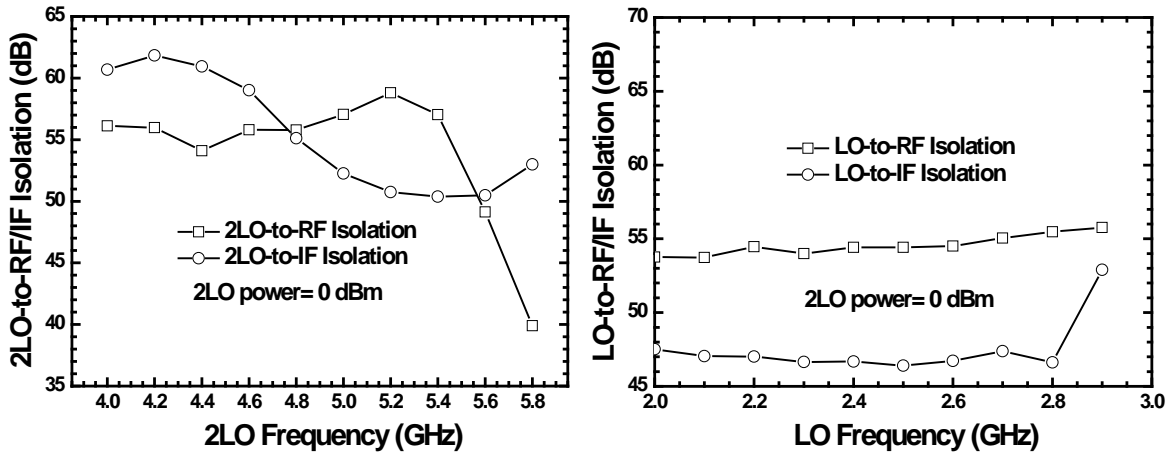 2LO-to-RF/IF Isolation (dB)
65
60
55
50
45
40
35
2LO-to-RF Isolation
2LO-to-IF Isolation
2LO power= 0 dBm
4.0 4.2 4.4 4.6 4.8 5.0 5.2 5.4 5.6 5.8
2LO Frequency (GHz)
LO-to-RF/IF Isolation (dB)
70
65
60
55
50
45
LO-to-RF Isolation
LO-to-IF Isolation
2LO power= 0 dBm
2.0 2.2 2.4 2.6 2.8 3.0
LO Frequency (GHz)